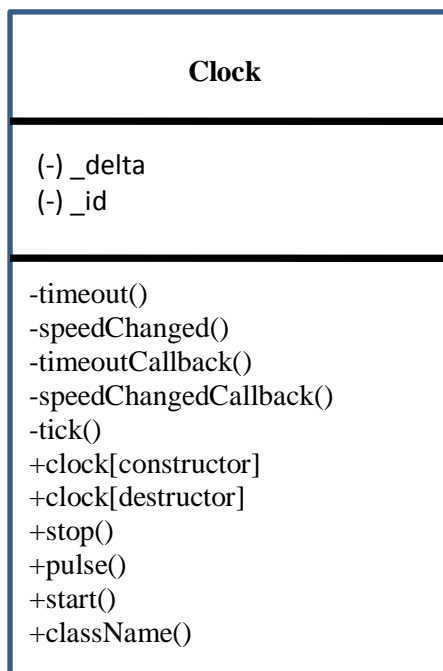 Clock
(-) _delta
(-) _id
-timeout()
-speedChanged()
-timeoutCallback()
-speedChangedCallback()
-tick()
+clock[constructor]
+clock[destructor]
+stop()
+pulse()
+start()
+className()